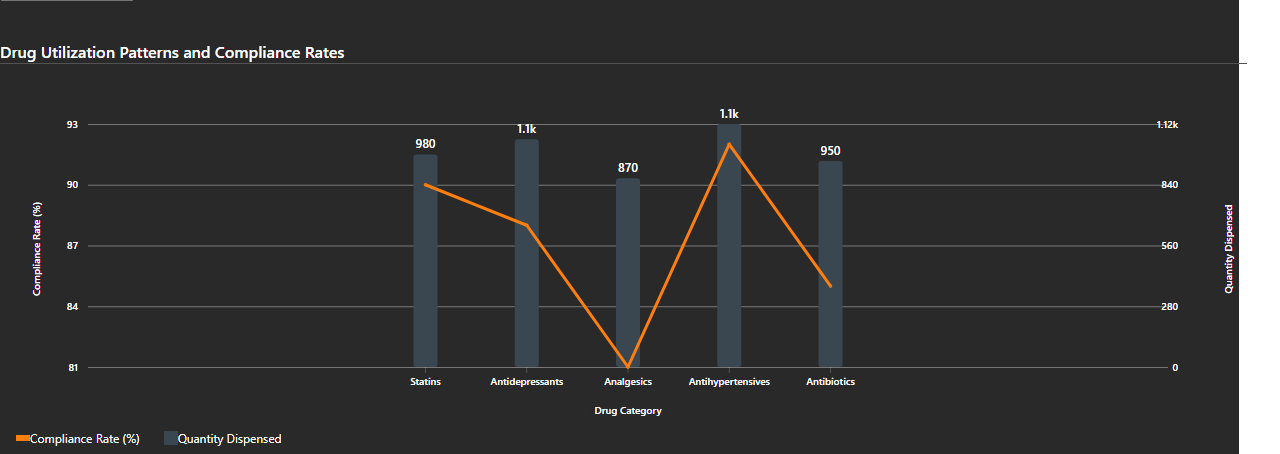 Drug Utilization Patterns and Compliance Rates
93
90
87
84
81
Compliance Rate (%)
980
1.1k
870
1.1k
950
1.12k
840
560
280
0
Quantity Dispensed
Statins
Antidepressants
Analgesics
Antihypertensives
Antibiotics
Drug Category
Compliance Rate (%)
Quantity Dispensed